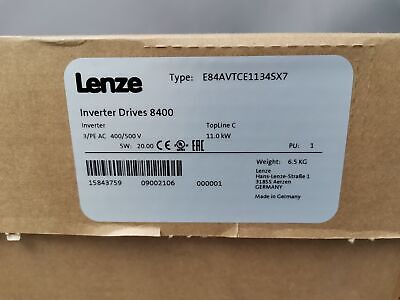 Lenze
Type: E84AVTCE1134SX7
Inverter Drives 8400
Inverter TopLine C
3/PE AC 400/500 V 11.0 kW
SW: 20.00 PU: 1
Weight: 6.5 KG
Lenze
Hans-Lenze-Straße 1
31855 Aerzen
GERMANY
Made in Germany
15843759 09002106 000001